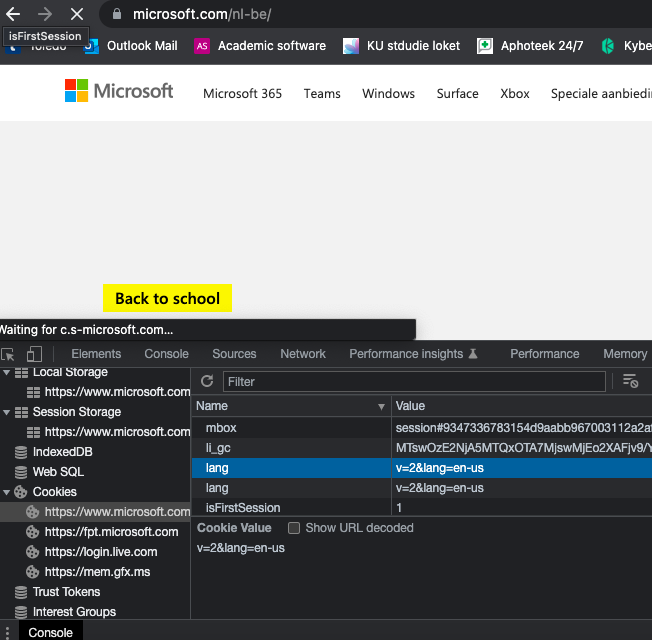 microsoft.com/nl-be/
isFirstSession
Toledo Outlook Mail AS Academic software KU stdudie loket Aphoteek 24/7 Kybe
Microsoft Microsoft 365 Teams Windows Surface Xbox Speciale aanbiedi
Back to school
Waiting for c.s-microsoft.com...
Elements Console Sources Network Performance insights Performance Memory
Local Storage
https://www.microsoft.com
Session Storage
https://www.microsoft.com
IndexedDB
Web SQL
Cookies
https://www.microsoft.com
https://fpt.microsoft.com
https://login.live.com
https://mem.gfx.ms
Trust Tokens
Interest Groups
Filter
Name Value
mbox session#9347336783154d9aabb967003112a2a
li_gc MTswOzE2NjA5MTQxOTA7MjswMjEo2XAFjv9/Y
lang v=2&lang=en-us
lang v=2&lang=en-us
isFirstSession 1
Cookie Value Show URL decoded
v=2&lang=en-us
Console